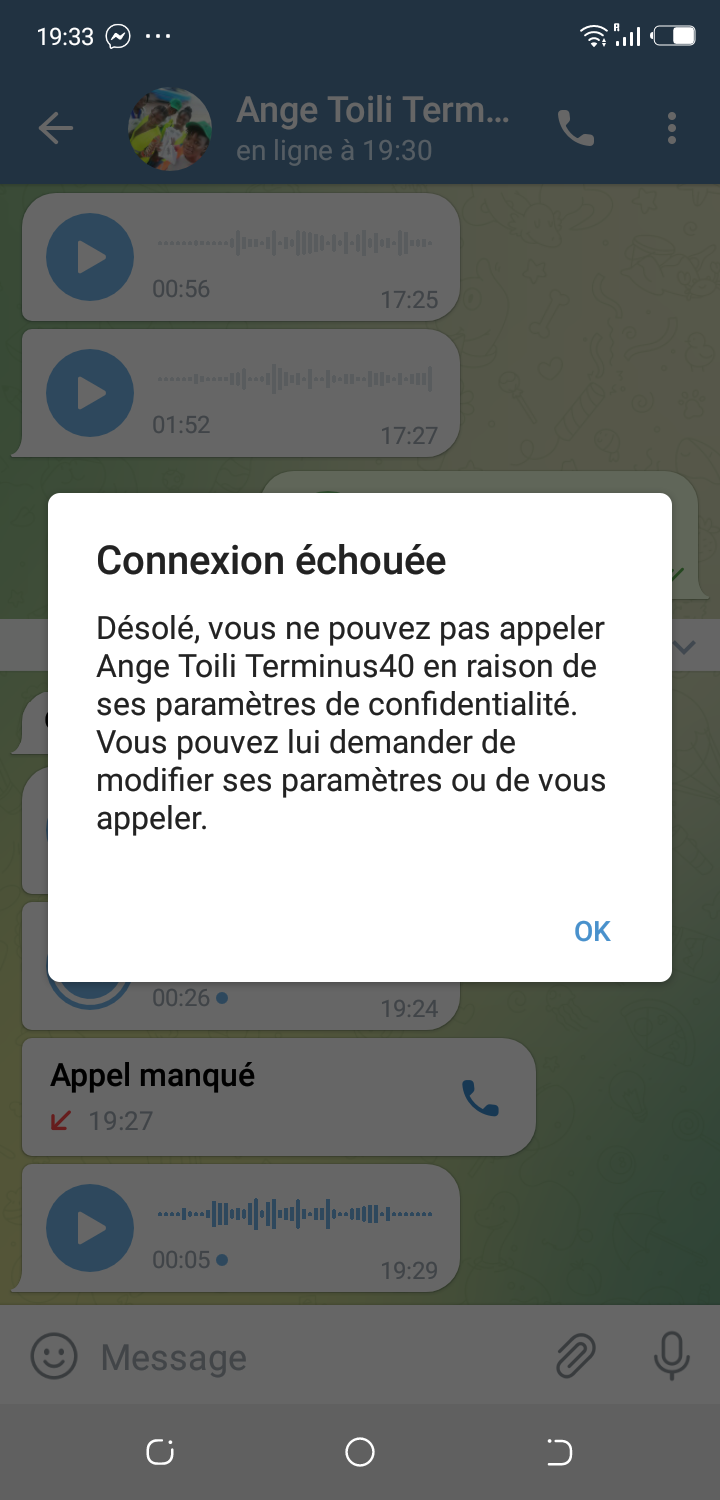 19:33
Ange Toili Term...
en ligne à 19:30
00:56
17:25
01:52
17:27
Connexion échouée
Désolé, vous ne pouvez pas appeler
Ange Toili Terminus40 en raison de
ses paramètres de confidentialité.
Vous pouvez lui demander de
modifier ses paramètres ou de vous
appeler.
OK
00:26
19:24
Appel manqué
19:27
00:05
19:29
Message